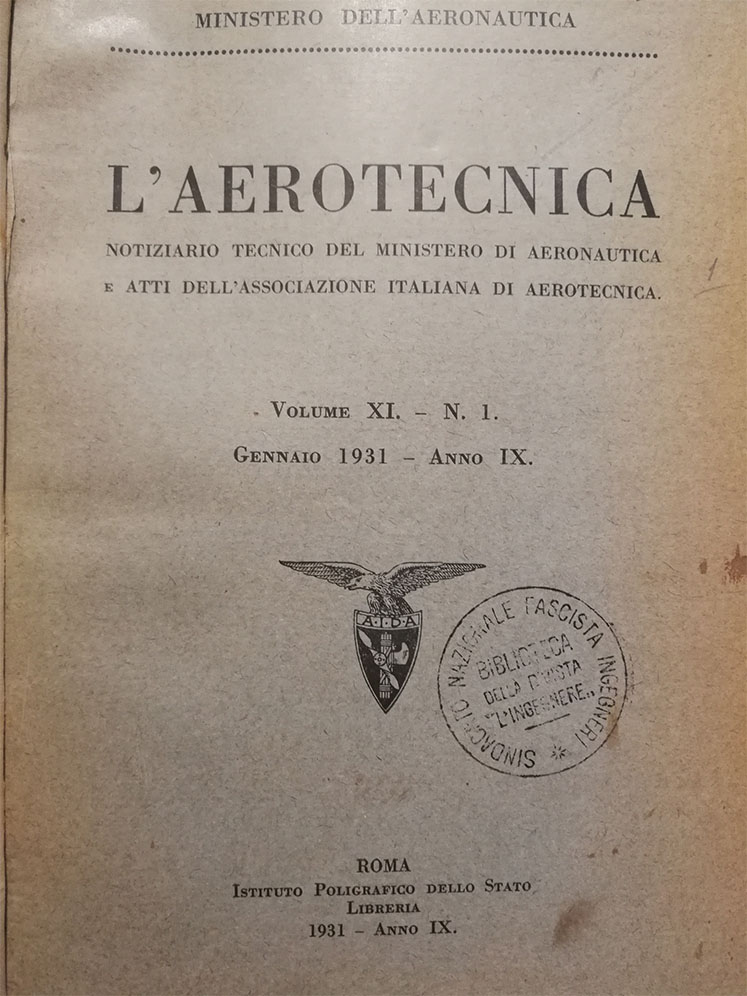 MINISTERO DELL'AERONAUTICA
L'AEROTECNICA
NOTIZIARIO TECNICO DEL MINISTERO DI AERONAUTICA
E ATTI DELL'ASSOCIAZIONE ITALIANA DI AEROTECNICA.
1
VOLUME XI. – N. 1.
GENNAIO 1931 – ANNO IX.
A.I.D.A
SINDACATO NAZIONALE FASCISTA INGEGNERI
BIBLIOTECA
DELLA RIVISTA
"L'INGEGNERE"
ROMA
ISTITUTO POLIGRAFICO DELLO STATO
LIBRERIA
1931 – ANNO IX.